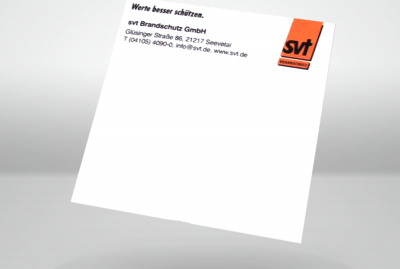 Werte besser schützen.
svt Brandschutz GmbH
Glüsinger Straße 86, 21217 Seevetal
T (04105) 4090-0, info@svt.de, www.svt.de
svt
BRANDSCHUTZ